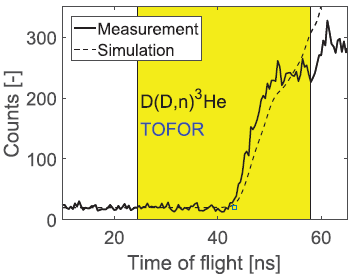 Measurement
Simulation
D(D,n)³He
TOFOR
Counts [-]
300
200
100
0
20
40
60
Time of flight [ns]